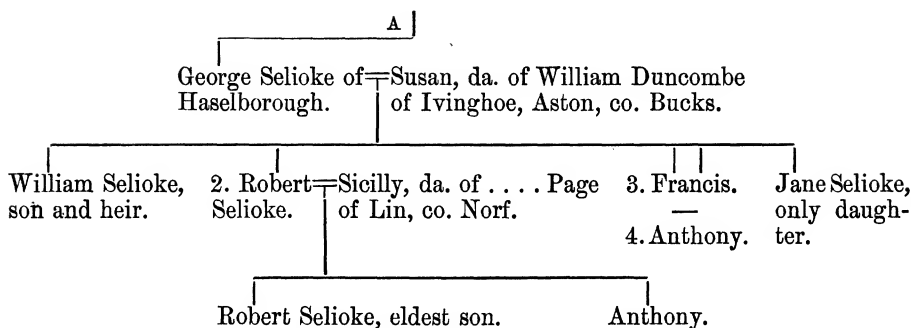 A
George Selioke of
Haselborough.
Susan, da. of William Duncombe
of Ivinghoe, Aston, co. Bucks.
William Selioke,
son and heir.
2. Robert
Selioke.
Sicilly, da. of .... Page
of Lin, co. Norf.
3. Francis.
—
4. Anthony.
Jane Selioke,
only daugh-
ter.
Robert Selioke, eldest son.
Anthony.